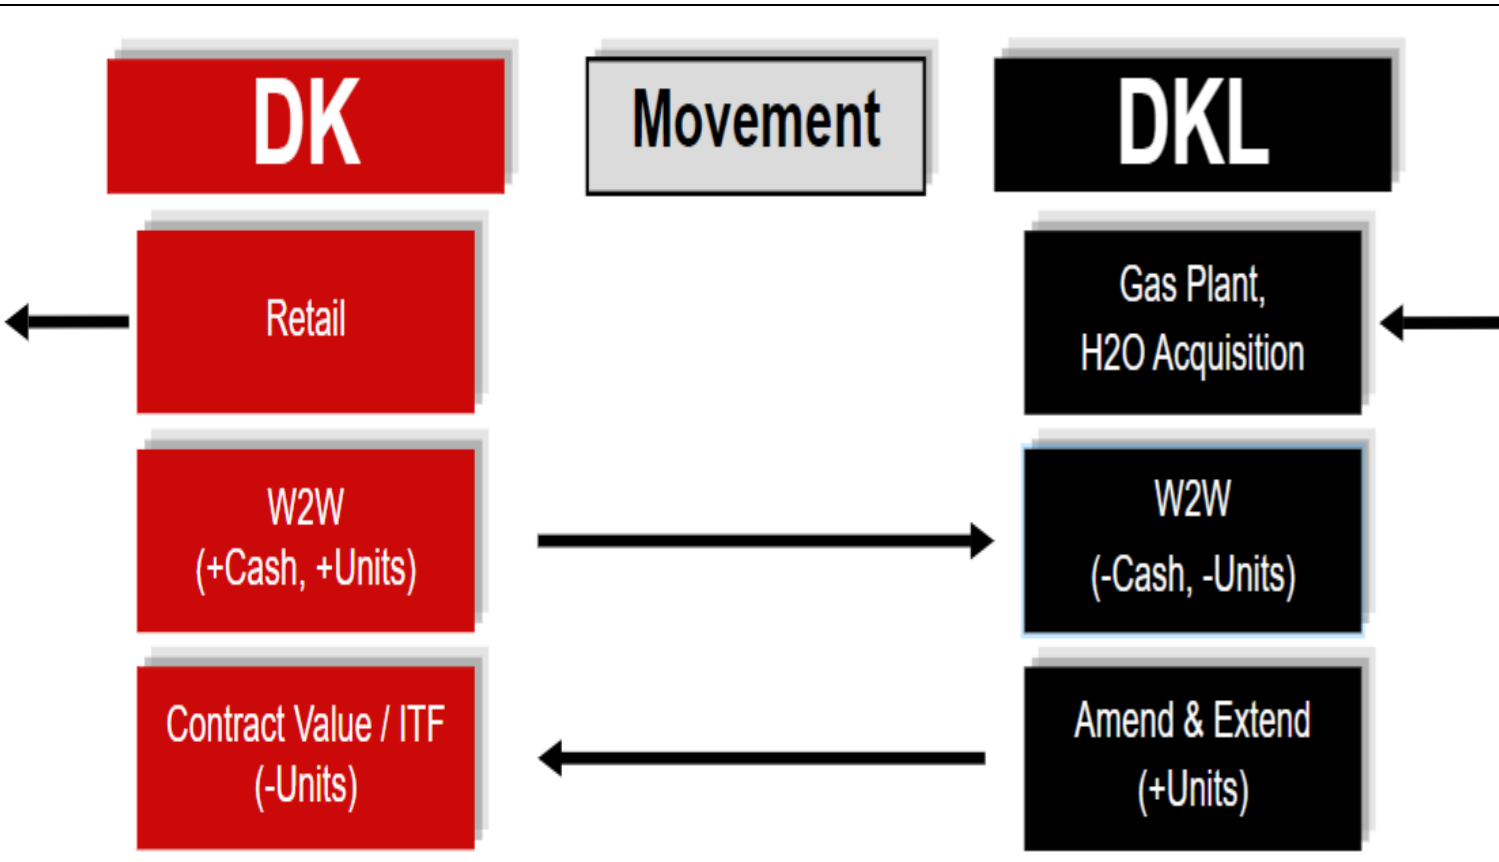 DK
Movement
DKL
Retail
Gas Plant,
H2O Acquisition
W2W
(+Cash, +Units)
W2W
(-Cash, -Units)
Contract Value / ITF
(-Units)
Amend & Extend
(+Units)